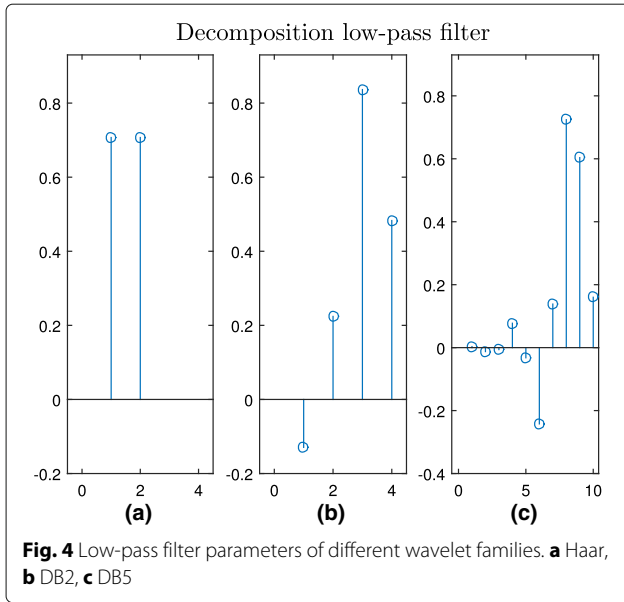 Decomposition low-pass filter
0.8
0.6
0.4
0.2
0
-0.2
0 2 4
(a)
0.8
0.6
0.4
0.2
0
-0.2
0 2 4
(b)
0.8
0.6
0.4
0.2
0
-0.2
-0.4
0 5 10
(c)
Fig. 4 Low-pass filter parameters of different wavelet families. a Haar,
b DB2, c DB5